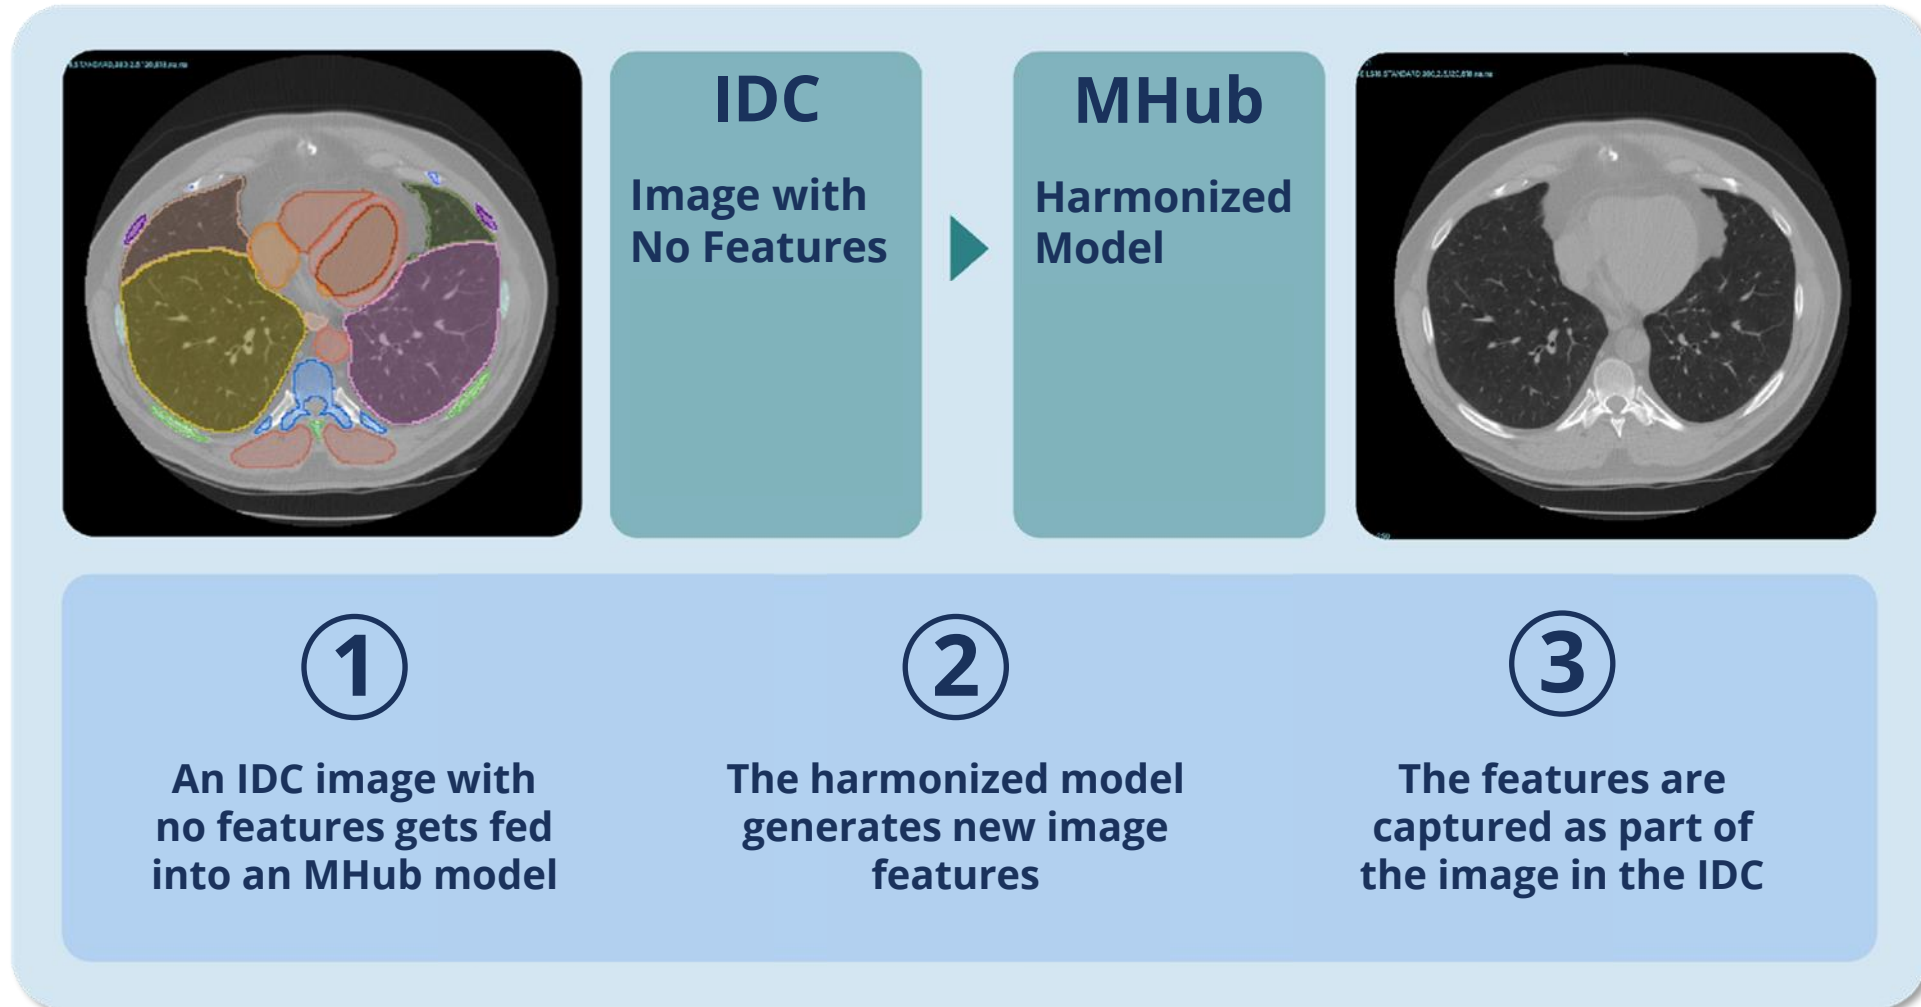 IDC
Image with
No Features
MHub
Harmonized
Model
1
An IDC image with
no features gets fed
into an MHub model
2
The harmonized model
generates new image
features
3
The features are
captured as part of
the image in the IDC